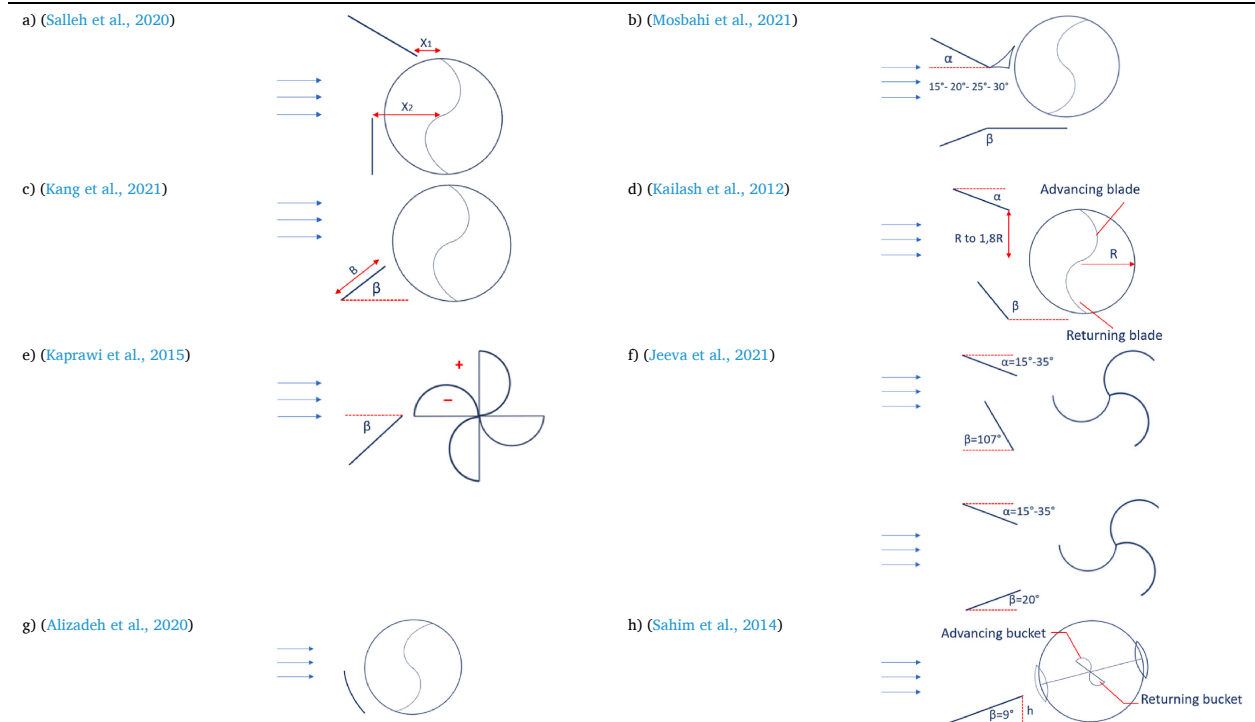 a) (Salleh et al., 2020)
X1
X2
b) (Mosbahi et al., 2021)
α
15°- 20°- 25°- 30°
β
c) (Kang et al., 2021)
B
β
d) (Kailash et al., 2012)
α
Advancing blade
R to 1,8R
R
β
Returning blade
e) (Kaprawi et al., 2015)
+
−
β
f) (Jeeva et al., 2021)
α=15°-35°
β=107°
α=15°-35°
β=20°
g) (Alizadeh et al., 2020)
h) (Sahim et al., 2014)
Advancing bucket
Returning bucket
β=9°
h